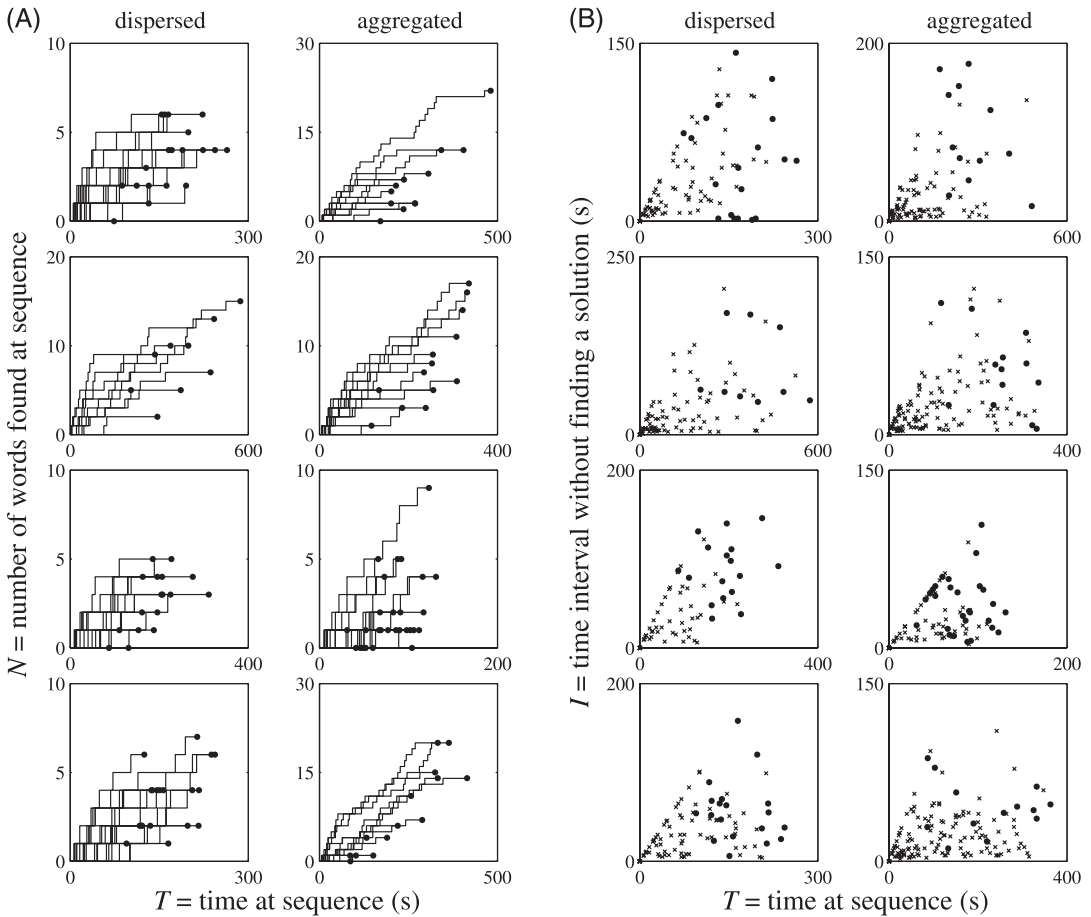 (A) dispersed aggregated (B) dispersed aggregated
10 30 150 200
5 15
0 0 0 0
0 300 0 500 0 300 0 600
20 20 250 150
10 10
0 0 0 0
0 600 0 400 0 600 0 400
10 10 200 150
5 5
0 0 0 0
0 400 0 200 0 400 0 200
10 30 200 150
5 15
0 0 0 0
0 300 0 500 0 300 0 500
N = number of words found at sequence
T = time at sequence (s)
I = time interval without finding a solution (s)
T = time at sequence (s)